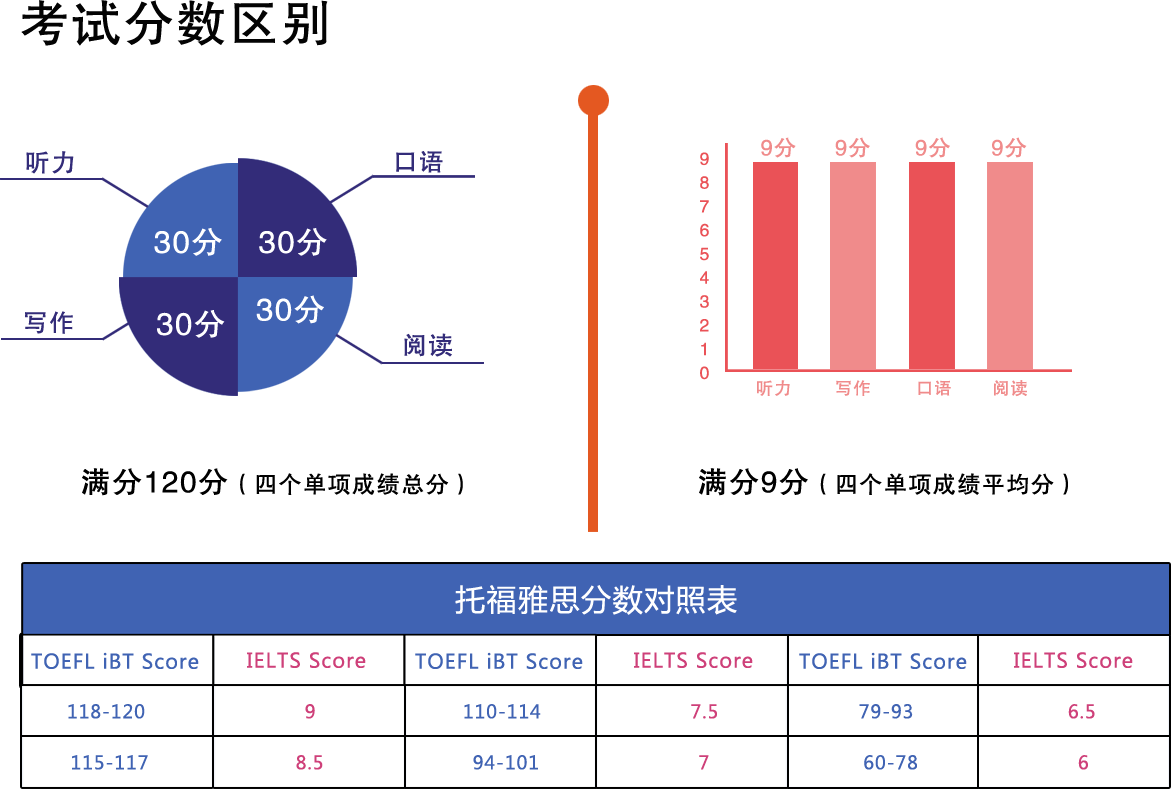 考试分数区别
听力
口语
30分
30分
30分
30分
写作
阅读
满分120分（四个单项成绩总分）
9分 9分 9分 9分
9
8
7
6
5
4
3
2
1
0
听力 写作 口语 阅读
满分9分（四个单项成绩平均分）
托福雅思分数对照表
TOEFL iBT Score IELTS Score TOEFL iBT Score IELTS Score TOEFL iBT Score IELTS Score
118-120 9 110-114 7.5 79-93 6.5
115-117 8.5 94-101 7 60-78 6